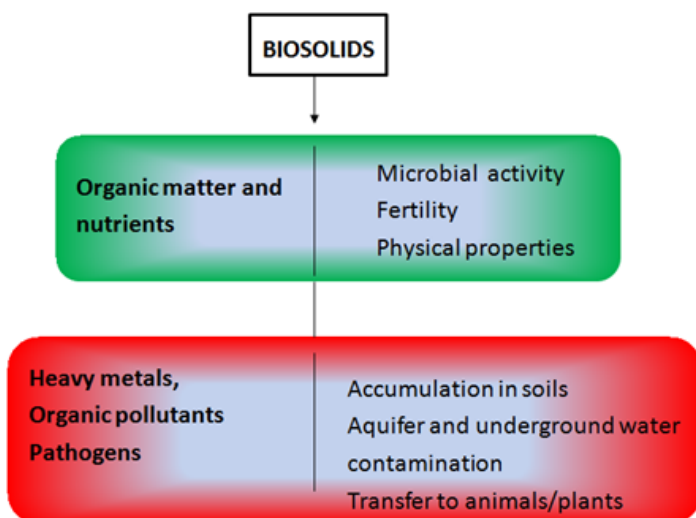 BIOSOLIDS
Organic matter and
nutrients
Microbial activity
Fertility
Physical properties
Heavy metals,
Organic pollutants
Pathogens
Accumulation in soils
Aquifer and underground water
contamination
Transfer to animals/plants